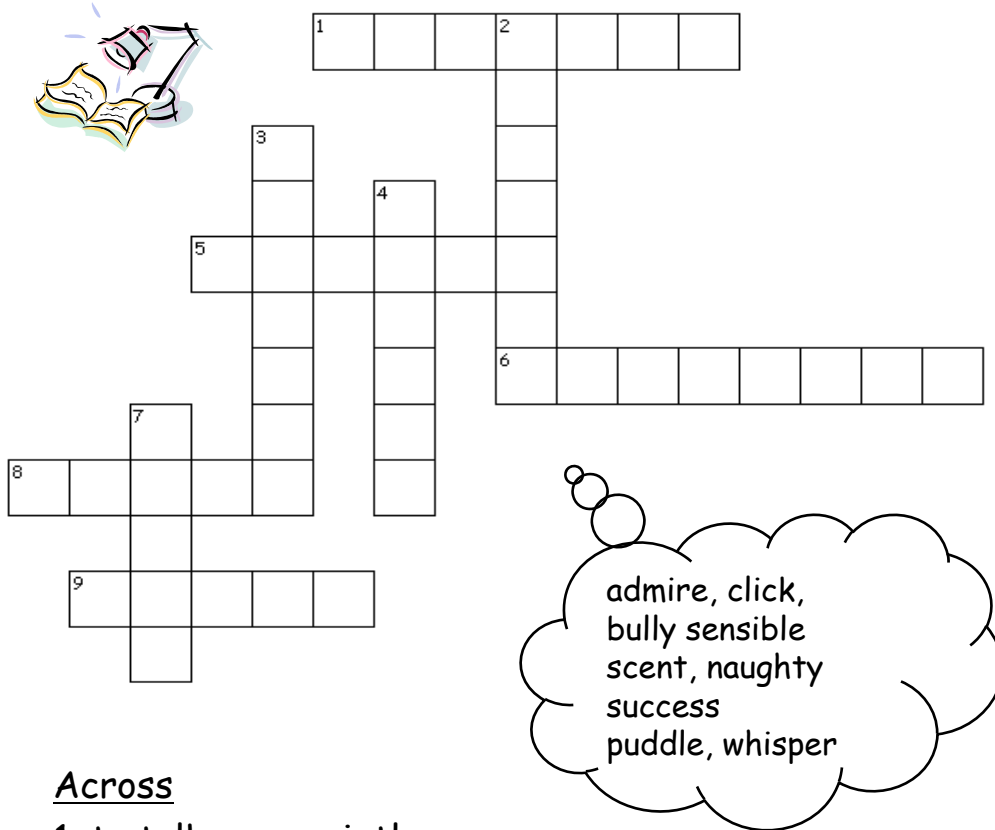 1 2
3
4
5
6
7
8
admire, click,
bully sensible
9
scent, naughty
success
puddle, whisper
Across